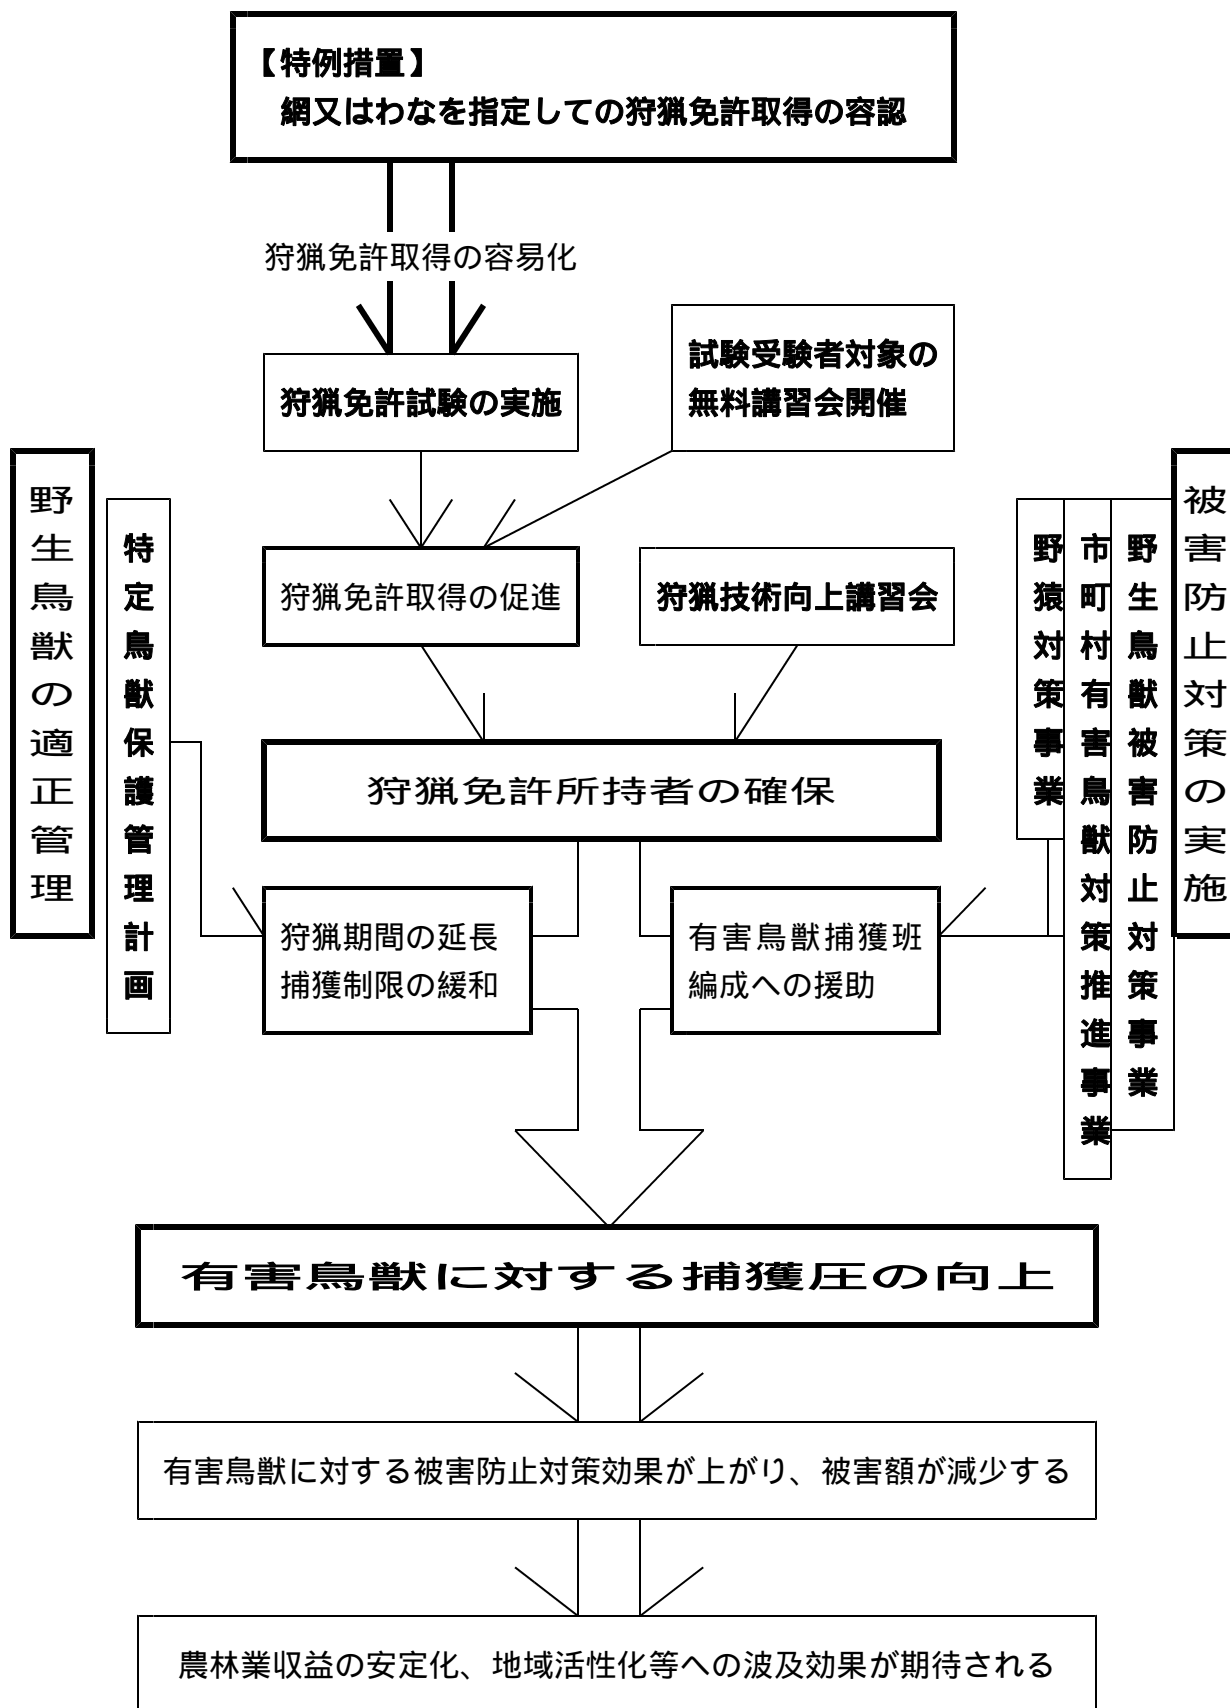 【特例措置】
網又はわなを指定しての狩猟免許取得の容認
狩猟免許取得の容易化
試験受験者対象の
無料講習会開催
狩猟免許試験の実施
野生鳥獣の適正管理
特定鳥獣保護管理計画
狩猟免許取得の促進
狩猟技術向上講習会
野猿対策事業
市町村有害鳥獣対策推進事業
野生鳥獣被害防止対策事業
被害防止対策の実施
狩猟免許所持者の確保
狩猟期間の延長
捕獲制限の緩和
有害鳥獣捕獲班
編成への援助
有害鳥獣に対する捕獲圧の向上
有害鳥獣に対する被害防止対策効果が上がり、被害額が減少する
農林業収益の安定化、地域活性化等への波及効果が期待される